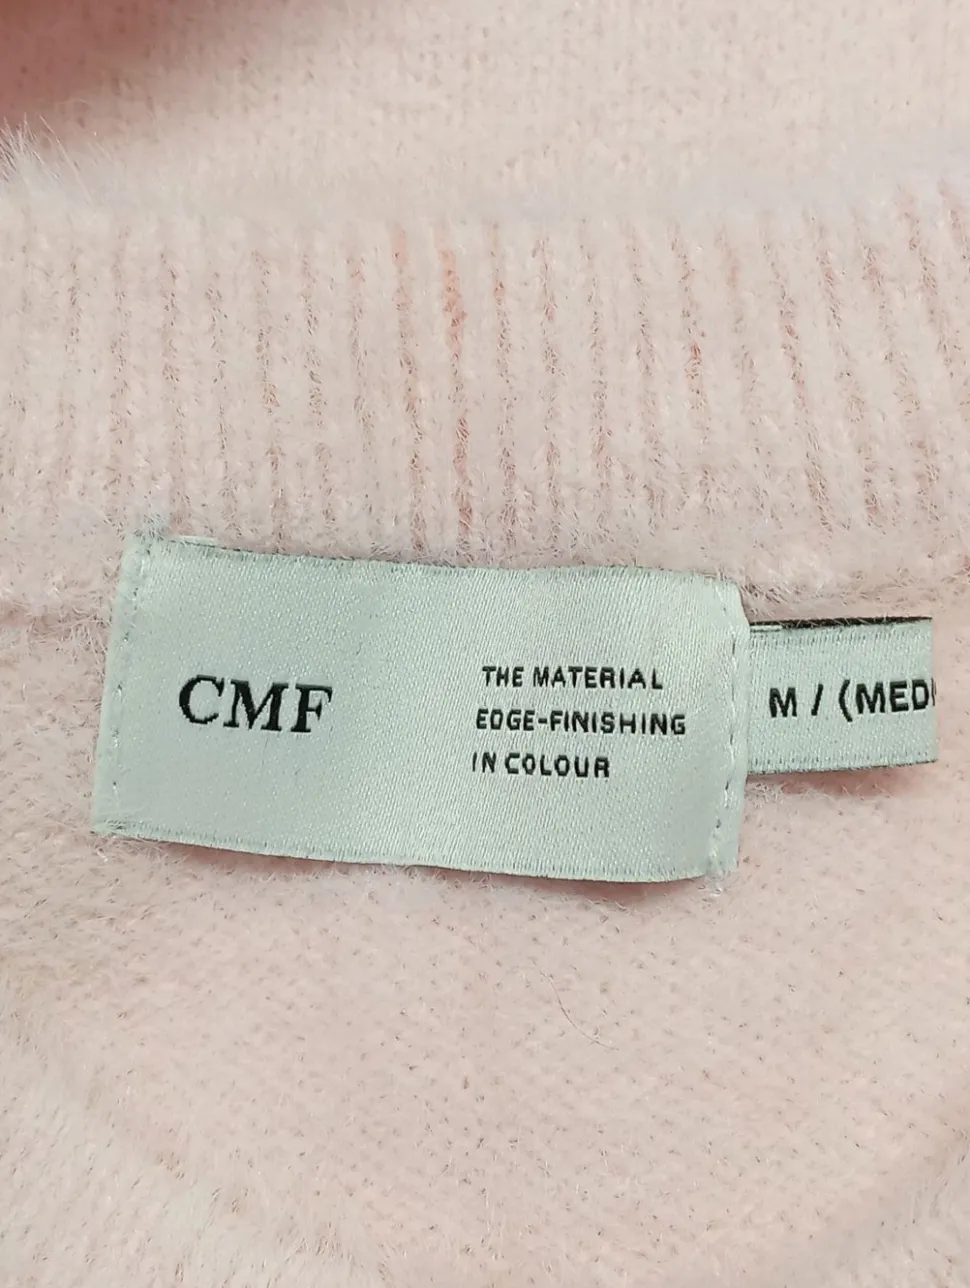 CMF
THE MATERIAL
EDGE-FINISHING
IN COLOUR
M / (MED